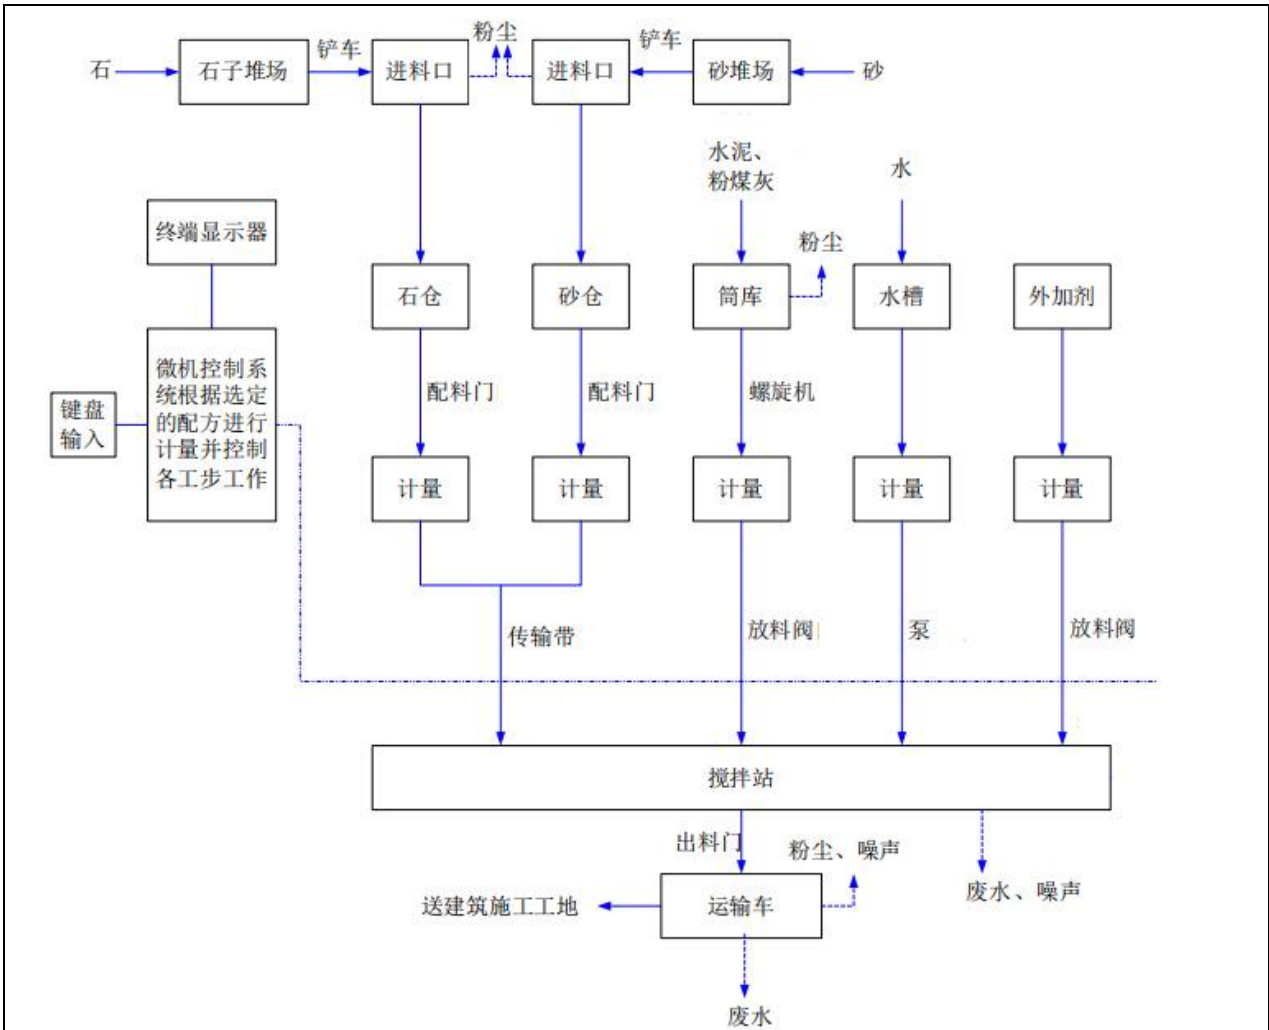 粉尘
铲车
铲车
石
石子堆场
进料口
进料口
砂堆场
砂
水泥、
粉煤灰
水
终端显示器
粉尘
石仓
砂仓
筒库
水槽
外加剂
微机控制系
统根据选定
的配方进行
计量并控制
各工步工作
键盘
输入
配料门
配料门
螺旋机
计量
计量
计量
计量
计量
传输带
放料阀
泵
放料阀
搅拌站
出料门
粉尘、噪声
废水、噪声
送建筑施工工地
运输车
废水